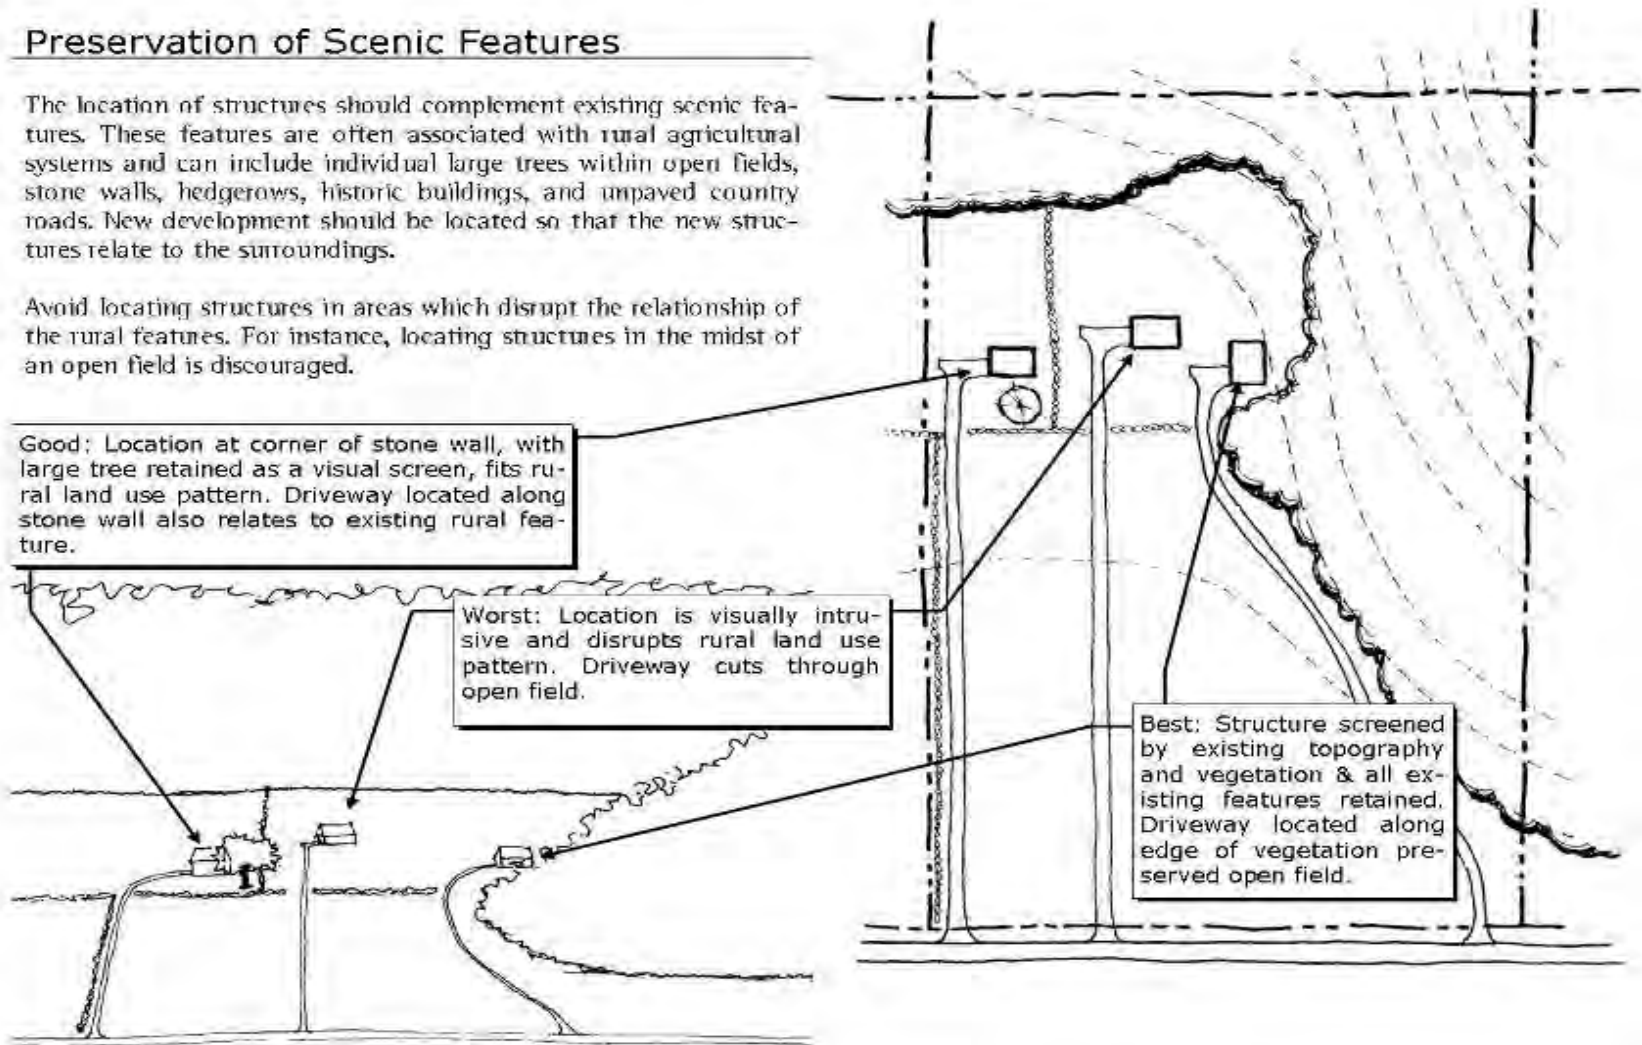 Preservation of Scenic Features
The location of structures should complement existing scenic fea-
tures. These features are often associated with rural agricultural
systems and can include individual large trees within open fields,
stone walls, hedgerows, historic buildings, and unpaved country
roads. New development should be located so that the new struc-
tures relate to the surroundings.
Avoid locating structures in areas which disrupt the relationship of
the rural features. For instance, locating structures in the midst of
an open field is discouraged.
Good: Location at corner of stone wall, with
large tree retained as a visual screen, fits ru-
ral land use pattern. Driveway located along
stone wall also relates to existing rural fea-
ture.
Worst: Location is visually intru-
sive and disrupts rural land use
pattern. Driveway cuts through
open field.
Best: Structure screened
by existing topography
and vegetation & all ex-
isting features retained.
Driveway located along
edge of vegetation pre-
served open field.